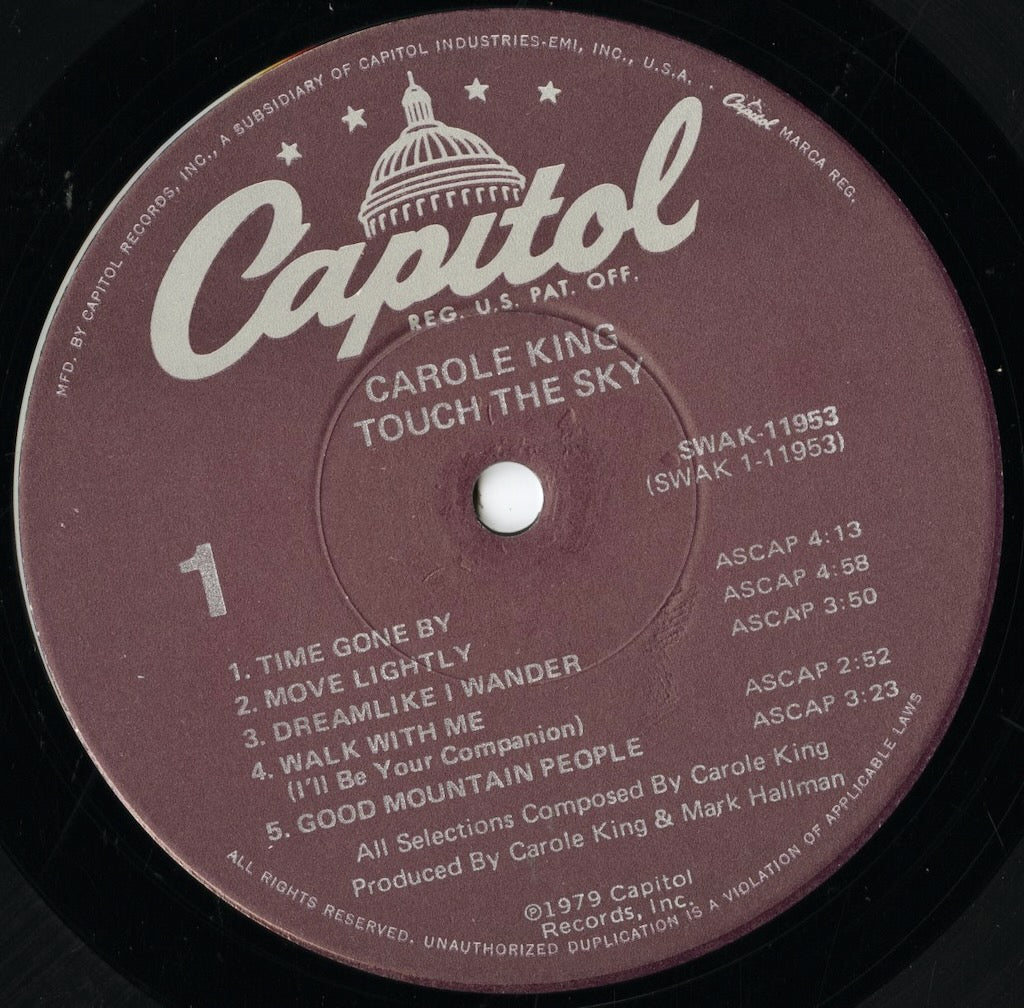 MFD. BY CAPITOL RECORDS, INC., A SUBSIDIARY OF CAPITOL INDUSTRIES-EMI, INC., U.S.A.
Capitol MARCA REG.
Capitol
REG. U.S. PAT. OFF.
CAROLE KING
TOUCH THE SKY
SWAK-11953
(SWAK 1-11953)
1
1. TIME GONE BY ASCAP 4:13
2. MOVE LIGHTLY ASCAP 4:58
3. DREAMLIKE I WANDER ASCAP 3:50
4. WALK WITH ME
(I'll Be Your Companion) ASCAP 2:52
5. GOOD MOUNTAIN PEOPLE ASCAP 3:23
All Selections Composed By Carole King
Produced By Carole King & Mark Hallman
℗1979 Capitol
Records, Inc.
ALL RIGHTS RESERVED. UNAUTHORIZED DUPLICATION IS A VIOLATION OF APPLICABLE LAWS